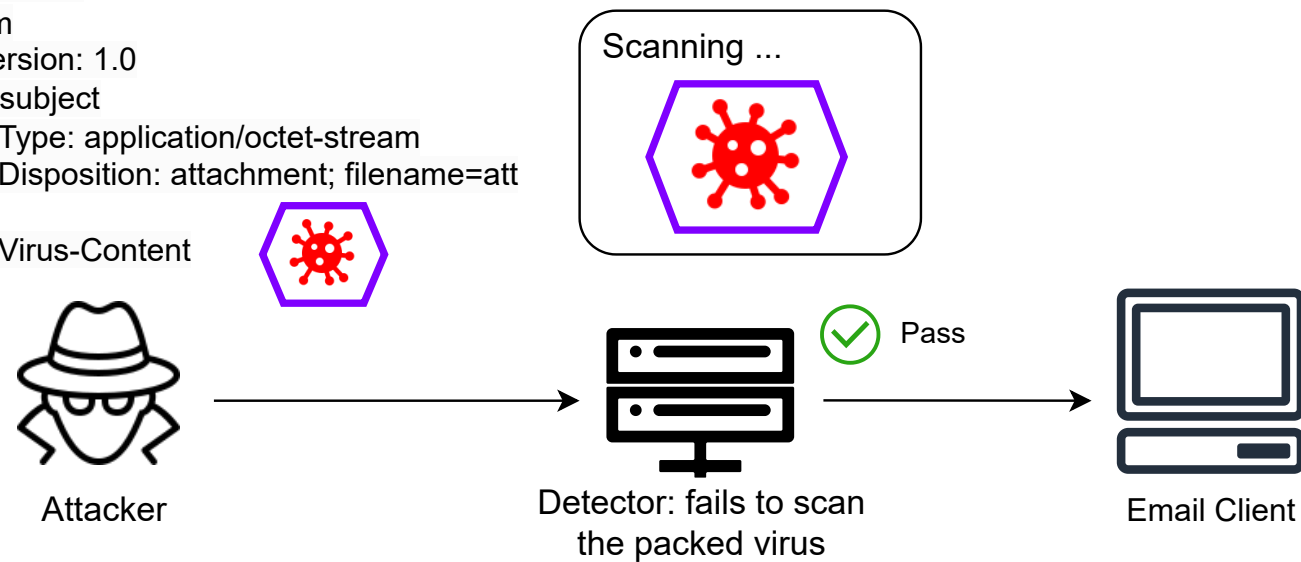 m
ersion: 1.0
subject
Type: application/octet-stream
Disposition: attachment; filename=att
Virus-Content
Scanning ...
Pass
Attacker
Detector: fails to scan
the packed virus
Email Client